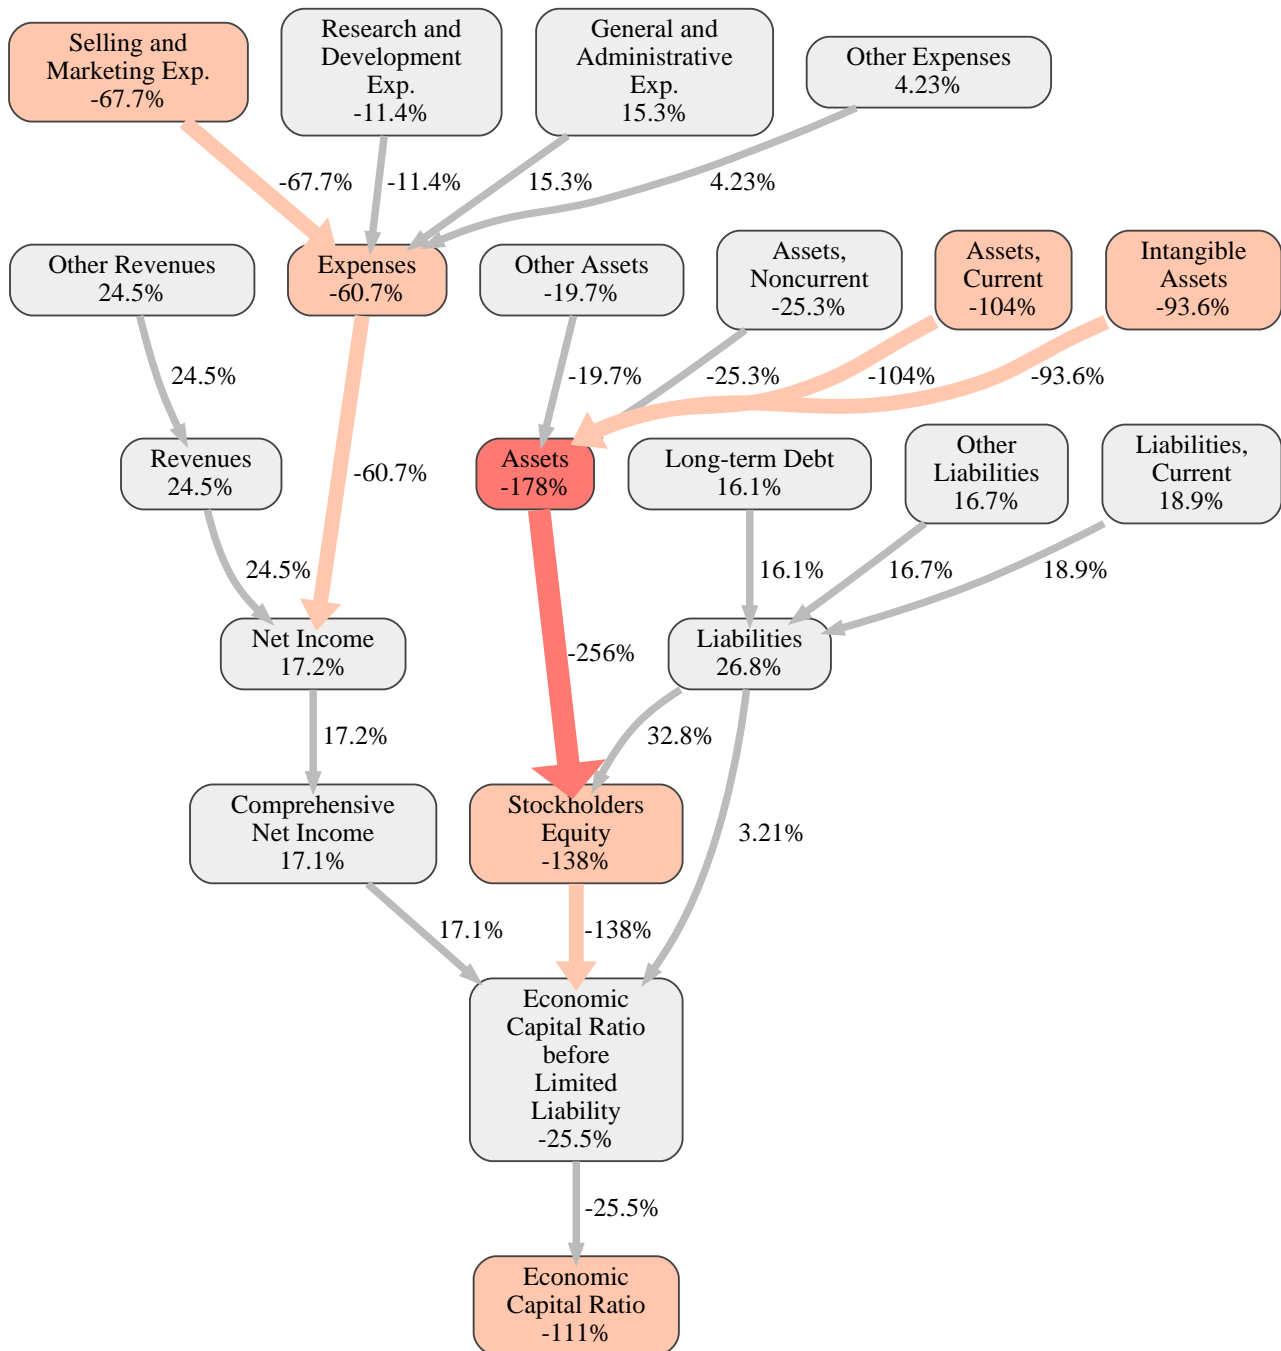 Selling and
Marketing Exp.
-67.7%
Research and
Development
Exp.
-11.4%
General and
Administrative
Exp.
15.3%
Other Expenses
4.23%
-67.7%
-11.4%
15.3%
4.23%
Other Revenues
24.5%
Expenses
-60.7%
Other Assets
-19.7%
Assets,
Noncurrent
-25.3%
Assets,
Current
-104%
Intangible
Assets
-93.6%
24.5%
-19.7%
-25.3%
-104%
-93.6%
Revenues
24.5%
-60.7%
Assets
-178%
Long-term Debt
16.1%
Other
Liabilities
16.7%
Liabilities,
Current
18.9%
24.5%
16.1%
16.7%
18.9%
Net Income
17.2%
-256%
Liabilities
26.8%
17.2%
32.8%
Comprehensive
Net Income
17.1%
Stockholders
Equity
-138%
3.21%
17.1%
-138%
Economic
Capital Ratio
before
Limited
Liability
-25.5%
-25.5%
Economic
Capital Ratio
-111%